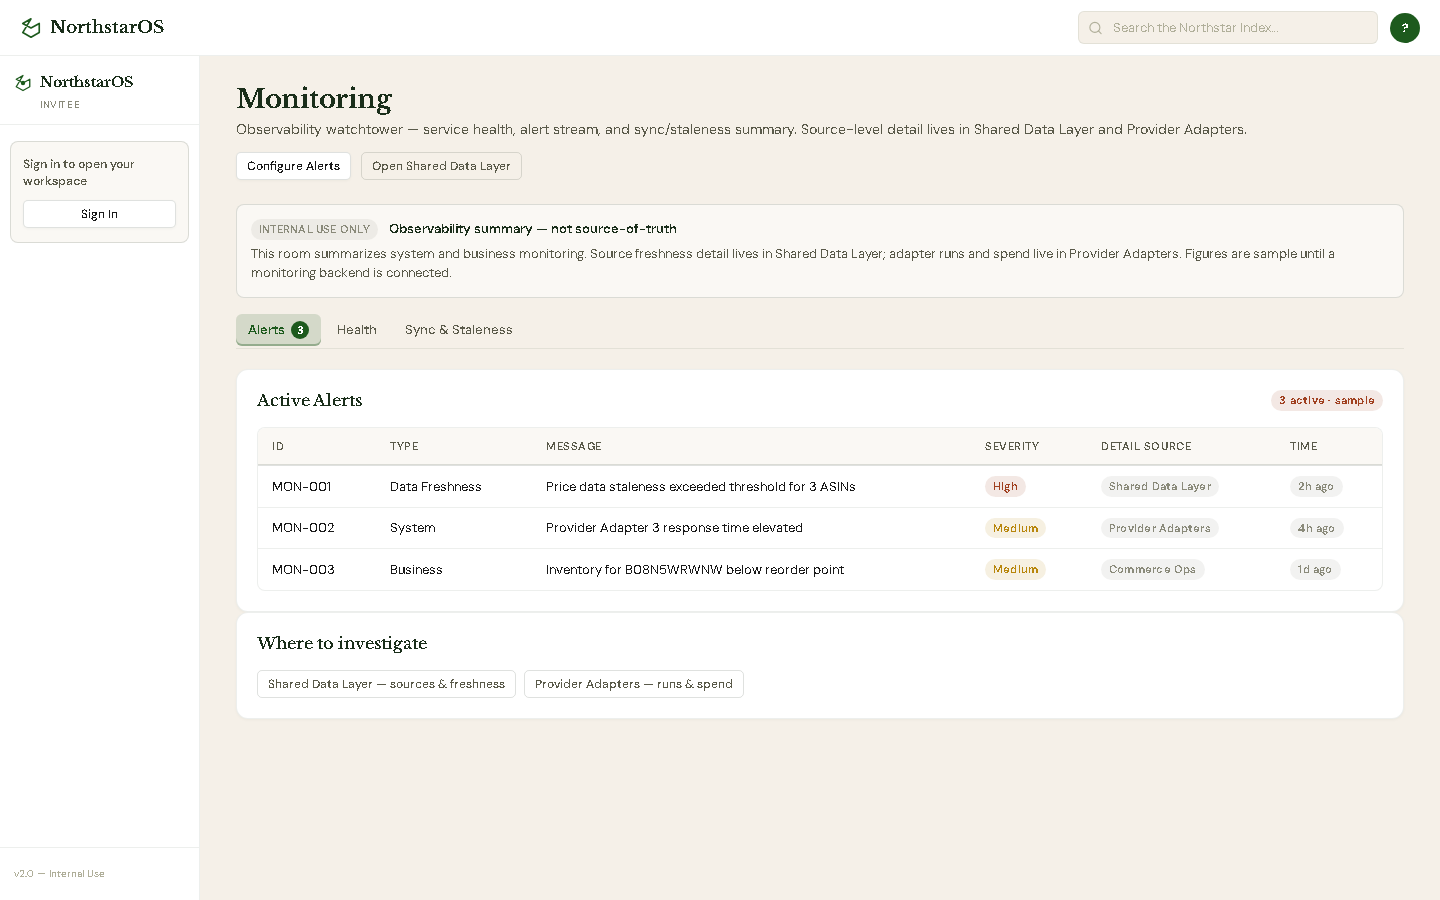 NorthstarOS
Search the Northstar Index...
?
NorthstarOS
INVITEE
Sign in to open your
workspace
Sign In
v2.0 — Internal Use
Monitoring
Observability watchtower — service health, alert stream, and sync/staleness summary. Source-level detail lives in Shared Data Layer and Provider Adapters.
Configure Alerts
Open Shared Data Layer
INTERNAL USE ONLY Observability summary — not source-of-truth
This room summarizes system and business monitoring. Source freshness detail lives in Shared Data Layer; adapter runs and spend live in Provider Adapters. Figures are sample until a
monitoring backend is connected.
Alerts 3 Health Sync & Staleness
Active Alerts
3 active · sample
ID TYPE MESSAGE SEVERITY DETAIL SOURCE TIME
MON-001 Data Freshness Price data staleness exceeded threshold for 3 ASINs High Shared Data Layer 2h ago
MON-002 System Provider Adapter 3 response time elevated Medium Provider Adapters 4h ago
MON-003 Business Inventory for B08N5WRWNW below reorder point Medium Commerce Ops 1d ago
Where to investigate
Shared Data Layer — sources & freshness
Provider Adapters — runs & spend